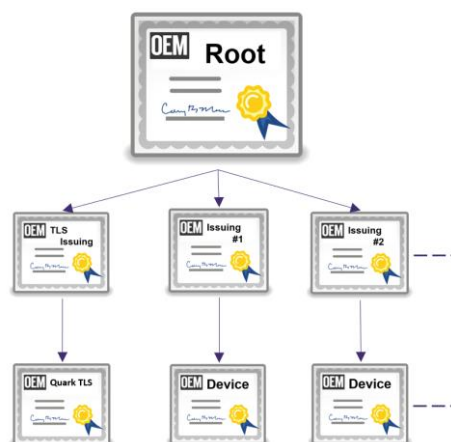 OEM Root
OEM TLS
Issuing
OEM Issuing
#1
OEM Issuing
#2
OEM Quark TLS
OEM Device
OEM Device